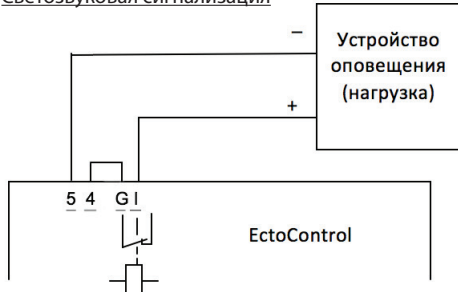 Светозвуковая сигнализация
−
Устройство
оповещения
(нагрузка)
+
5 4 G I
EctoControl